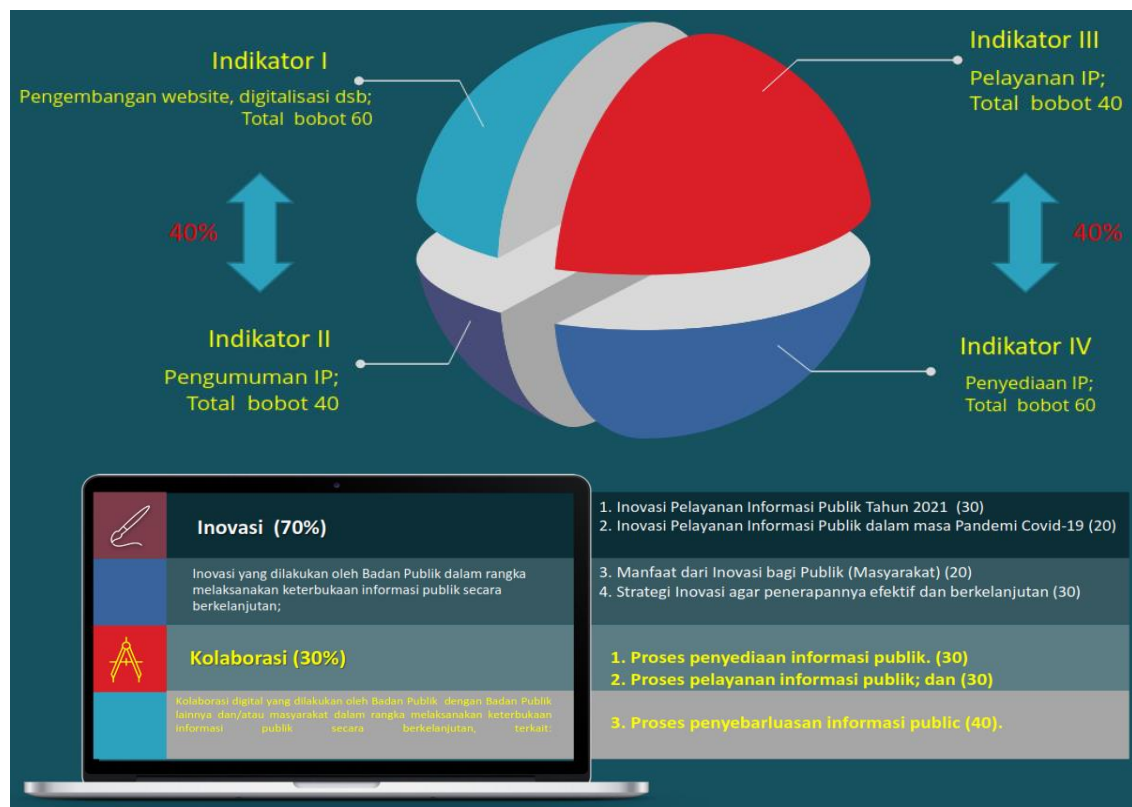 Indikator I
Pengembangan website, digitalisasi dsb;
Total bobot 60
40%
Indikator II
Pengumuman IP;
Total bobot 40
Indikator III
Pelayanan IP;
Total bobot 40
40%
Indikator IV
Penyediaan IP;
Total bobot 60
Inovasi (70%)
1. Inovasi Pelayanan Informasi Publik Tahun 2021 (30)
2. Inovasi Pelayanan Informasi Publik dalam masa Pandemi Covid-19 (20)
Inovasi yang dilakukan oleh Badan Publik dalam rangka
melaksanakan keterbukaan informasi publik secara
berkelanjutan;
3. Manfaat dari Inovasi bagi Publik (Masyarakat) (20)
4. Strategi Inovasi agar penerapannya efektif dan berkelanjutan (30)
Kolaborasi (30%)
1. Proses penyediaan informasi publik. (30)
2. Proses pelayanan informasi publik; dan (30)
Kolaborasi digital yang dilakukan oleh Badan Publik dengan Badan Publik
lainnya dan/atau masyarakat dalam rangka melaksanakan keterbukaan
informasi publik secara berkelanjutan, terkait:
3. Proses penyebarluasan informasi public (40).